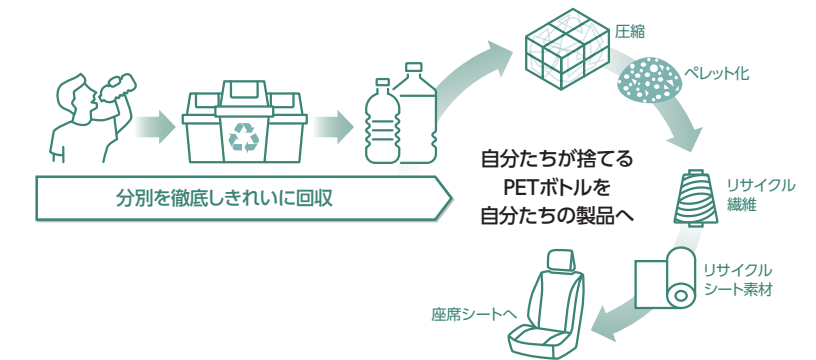 圧縮
ペレット化
自分たちが捨てる
PETボトルを
自分たちの製品へ
分別を徹底しきれいに回収
リサイクル
繊維
リサイクル
シート素材
座席シートへ